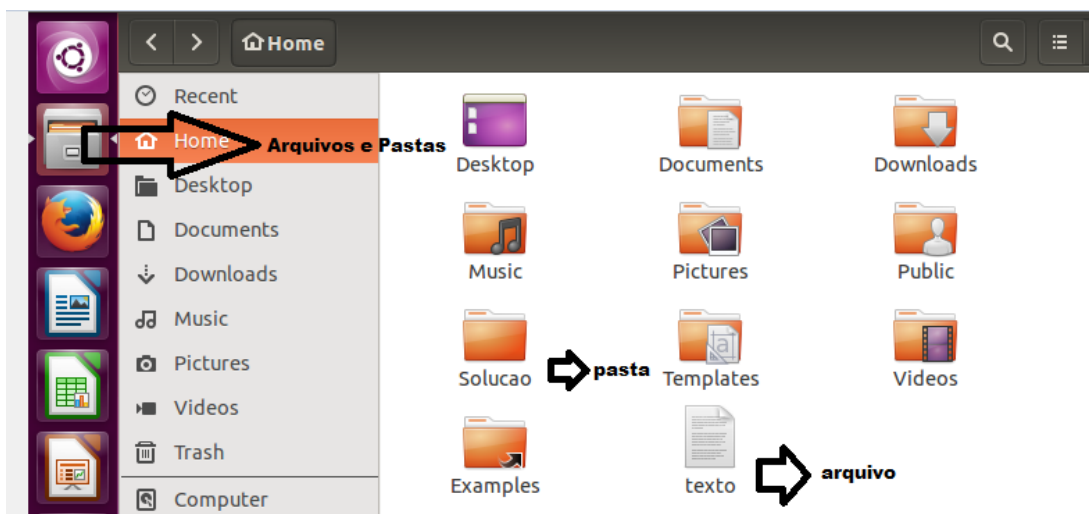 Home
Recent
Home
Arquivos e Pastas
Desktop
Documents
Downloads
Music
Pictures
Videos
Trash
Computer
Desktop
Documents
Downloads
Music
Pictures
Public
Solucao
pasta
Templates
Videos
Examples
texto
arquivo